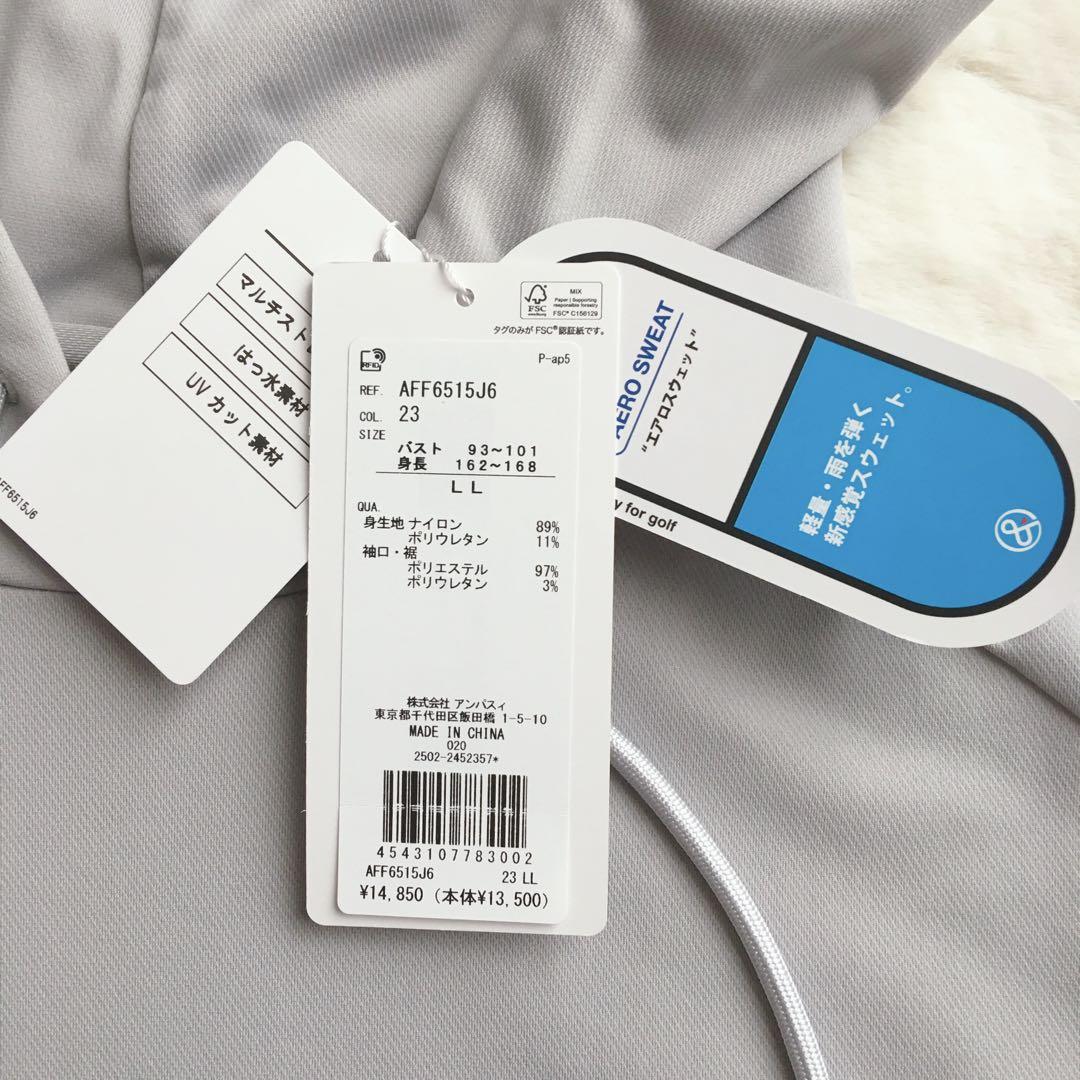 マルチスト
はっ水素材
UVカット素材
AFF6515J6
FSC
MIX
Paper | Supporting
responsible forestry
FSC® C156129
タグのみが FSC®認証紙です。
RFID
P-ap5
REF. AFF6515J6
COL. 23
SIZE
バスト 93~101
身長 162~168
LL
QUA.
身生地 ナイロン 89%
ポリウレタン 11%
袖口・裾
ポリエステル 97%
ポリウレタン 3%
株式会社 アンパスィ
東京都千代田区飯田橋 1-5-10
MADE IN CHINA
020
2502-2452357*
4543107783002
AFF6515J6 23 LL
¥14,850 (本体¥13,500)
AERO SWEAT
"エアロスウェット"
y for golf
軽量・雨を弾く
新感覚スウェット。